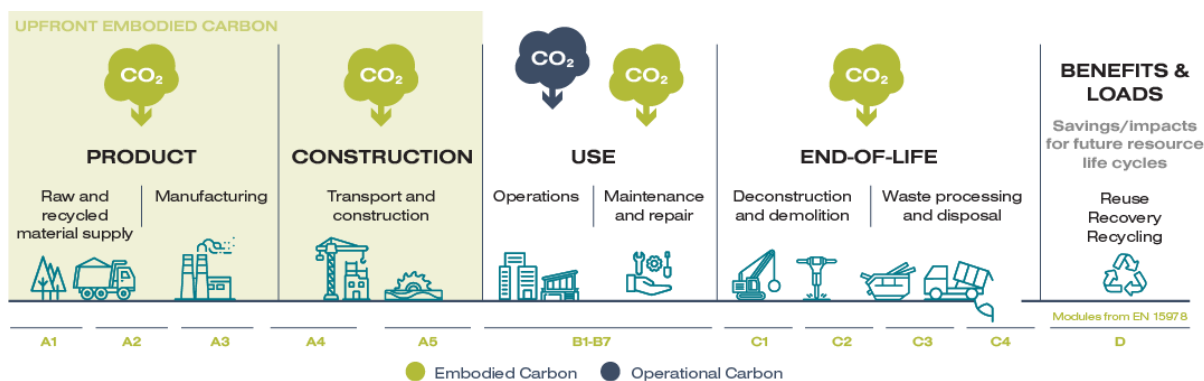 UPFRONT EMBODIED CARBON
CO2
CO2
CO2
CO2
CO2
PRODUCT
CONSTRUCTION
USE
END-OF-LIFE
BENEFITS &
LOADS
Savings/impacts
for future resource
life cycles
Raw and
recycled
material supply
Manufacturing
Transport and
construction
Operations
Maintenance
and repair
Deconstruction
and demolition
Waste processing
and disposal
Reuse
Recovery
Recycling
Modules from EN 15978
A1
A2
A3
A4
A5
B1-B7
C1
C2
C3
C4
D
Embodied Carbon
Operational Carbon